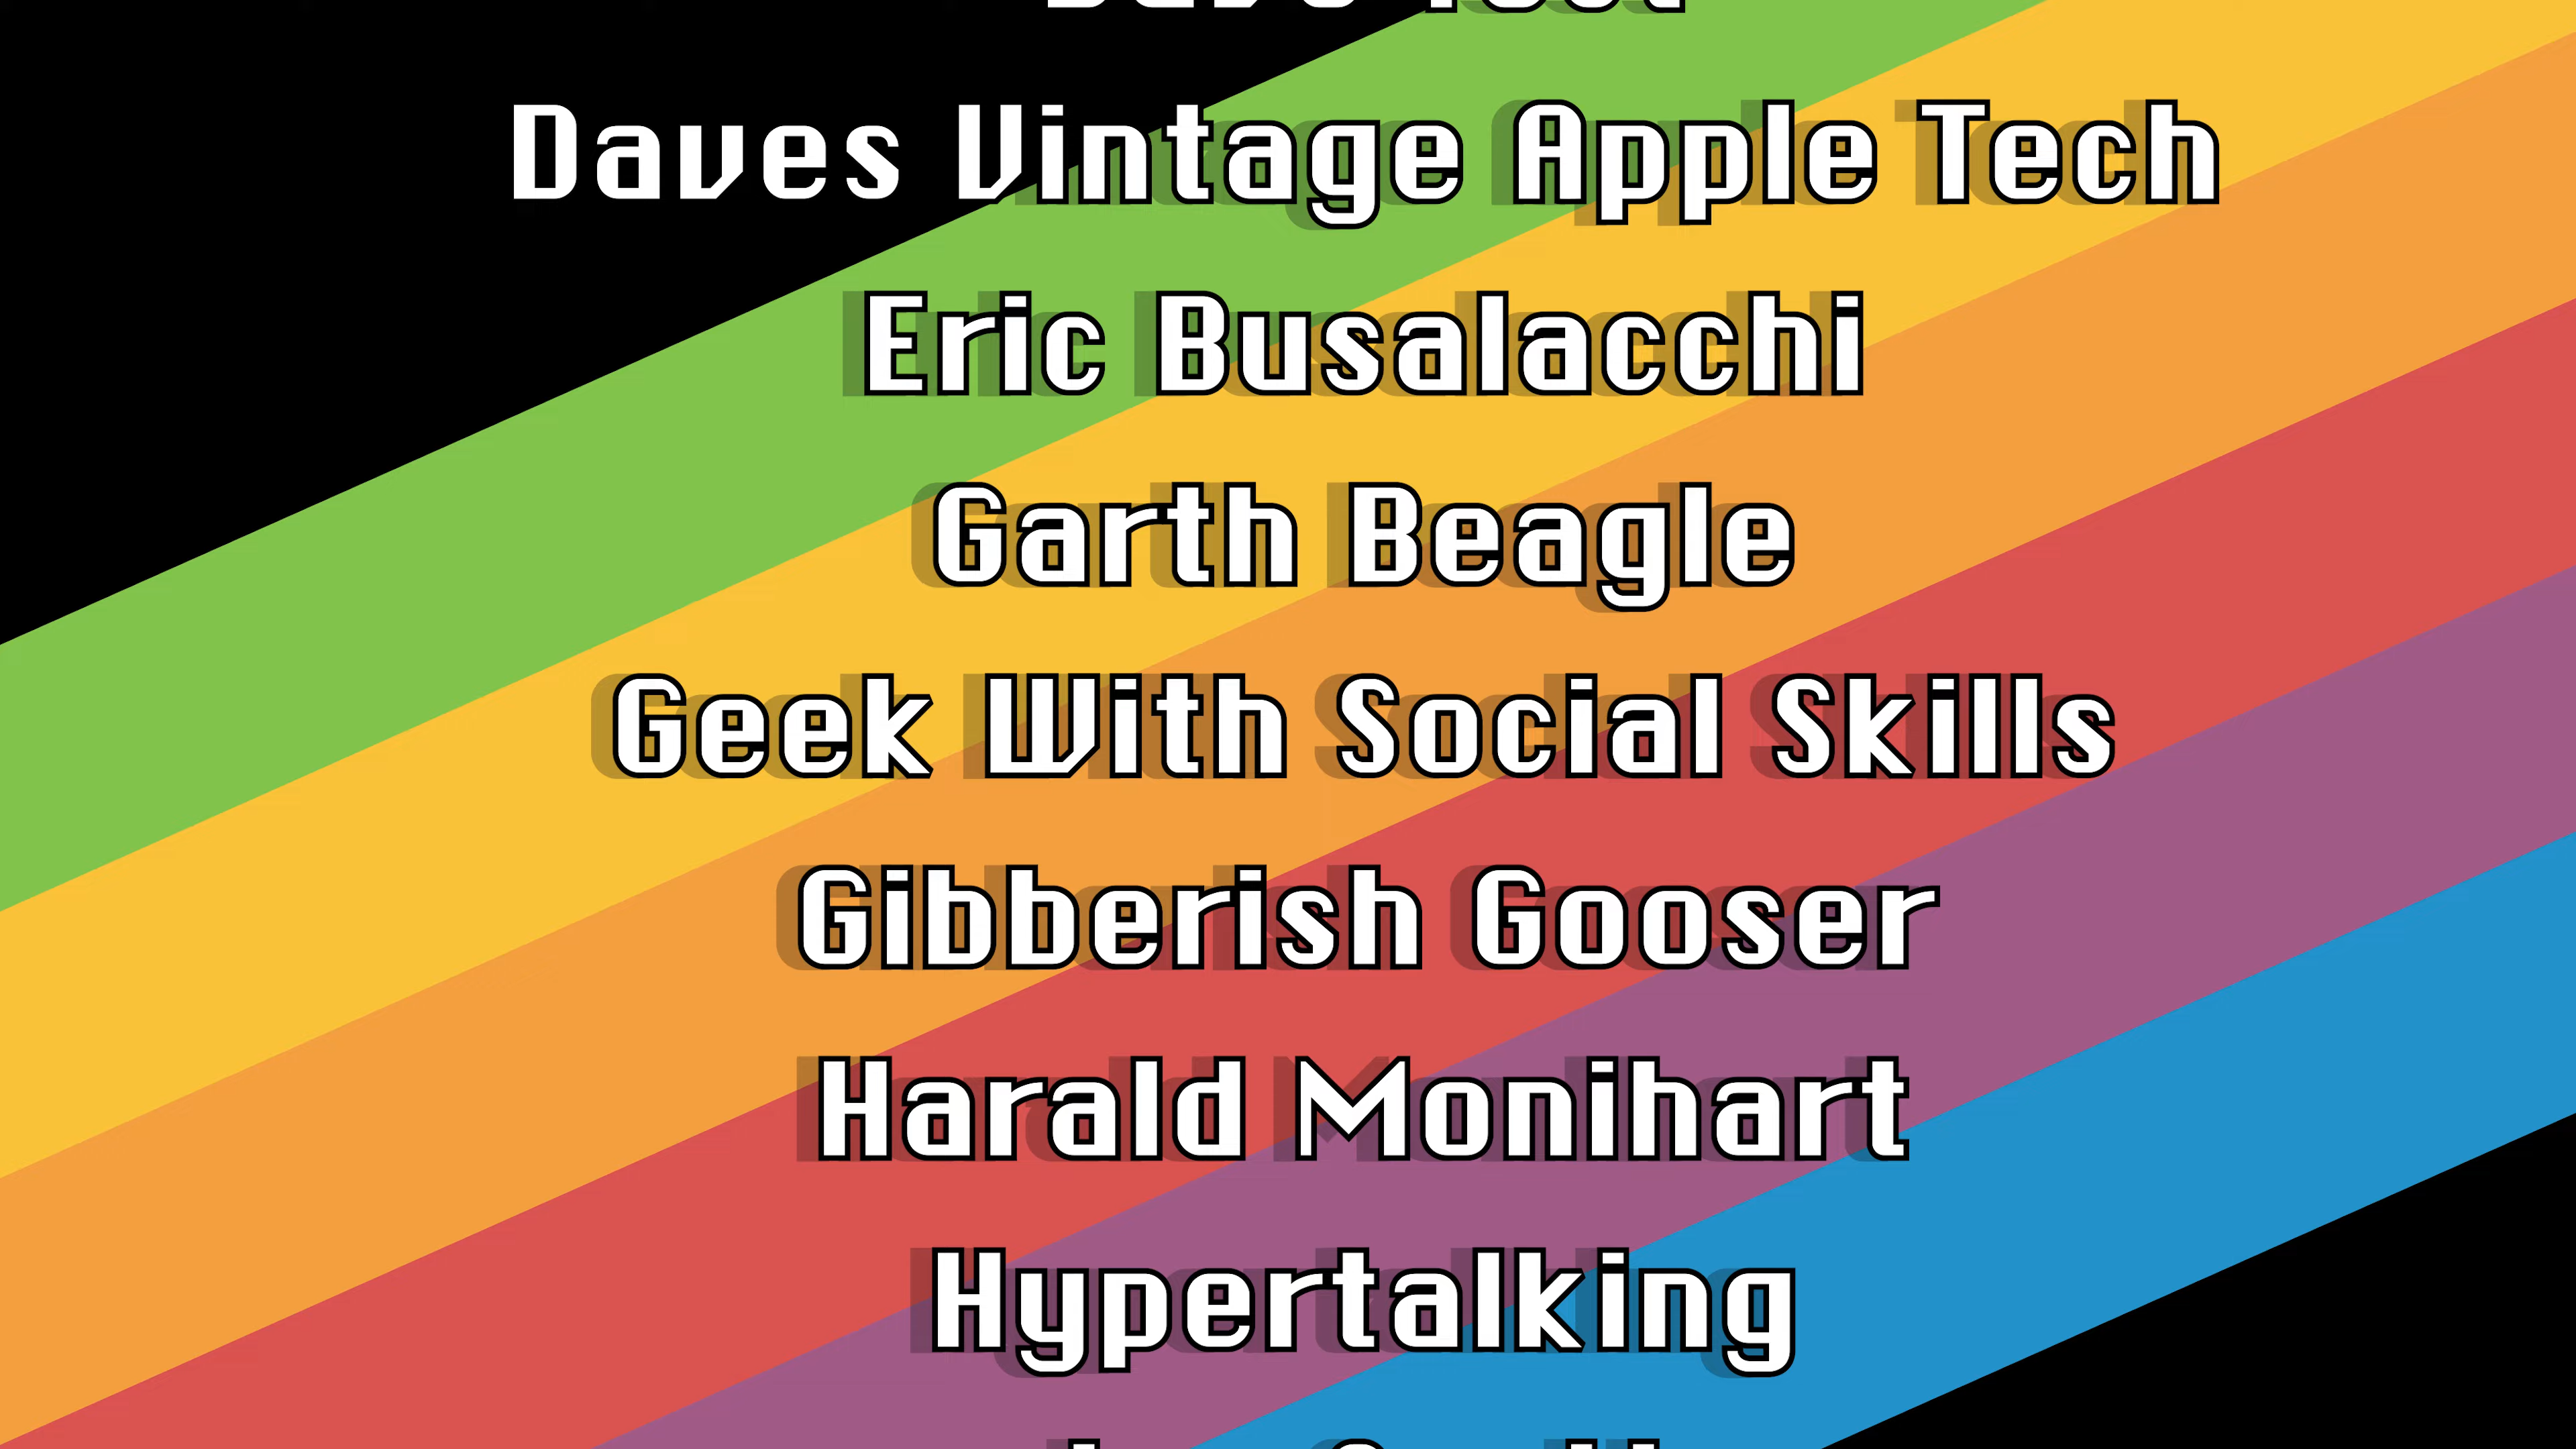 Daves Vintage Apple Tech
Eric Busalacchi
Garth Beagle
Geek With Social Skills
Gibberish Gooser
Harald Monihart
Hypertalking